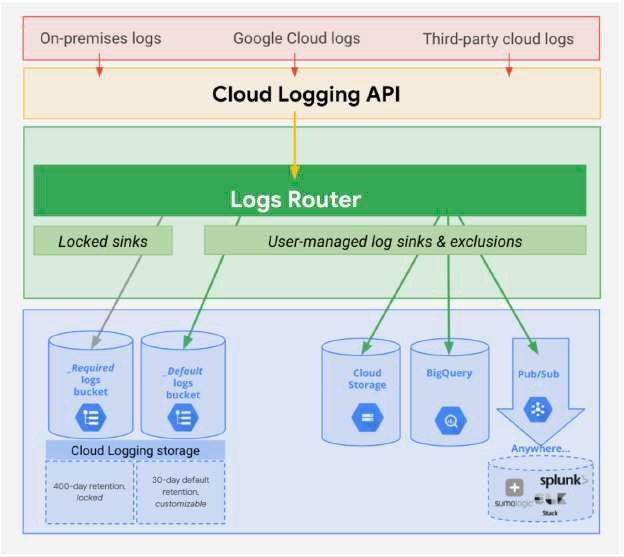 On-premises logs
Google Cloud logs
Third-party cloud logs
Cloud Logging API
Logs Router
Locked sinks
User-managed log sinks & exclusions
_Required
logs
bucket
_Default
logs
bucket
Cloud
Storage
BigQuery
Pub/Sub
Cloud Logging storage
400-day retention,
locked
30-day default
retention,
customizable
Anywhere...
sumologic
splunk>
ELK
Stack